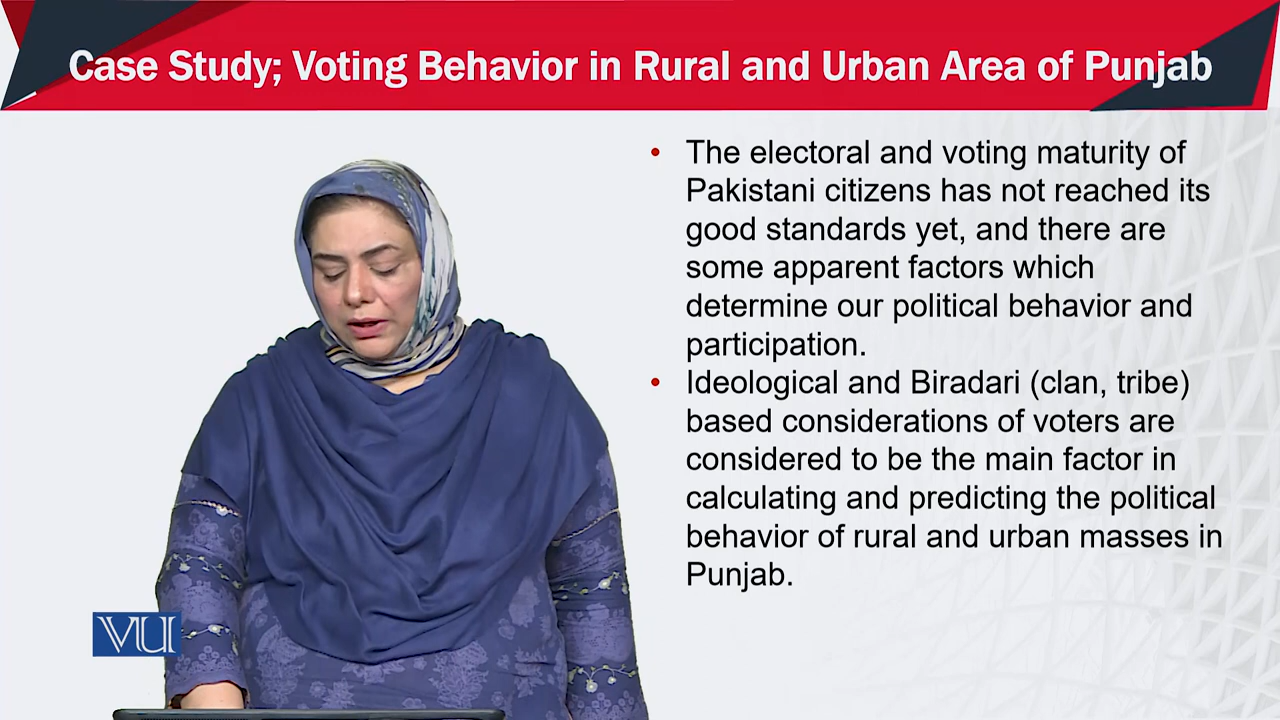 Case Study; Voting Behavior in Rural and Urban Area of Punjab
• The electoral and voting maturity of
Pakistani citizens has not reached its
good standards yet, and there are
some apparent factors which
determine our political behavior and
participation.
• Ideological and Biradari (clan, tribe)
based considerations of voters are
considered to be the main factor in
calculating and predicting the political
behavior of rural and urban masses in
Punjab.
VU